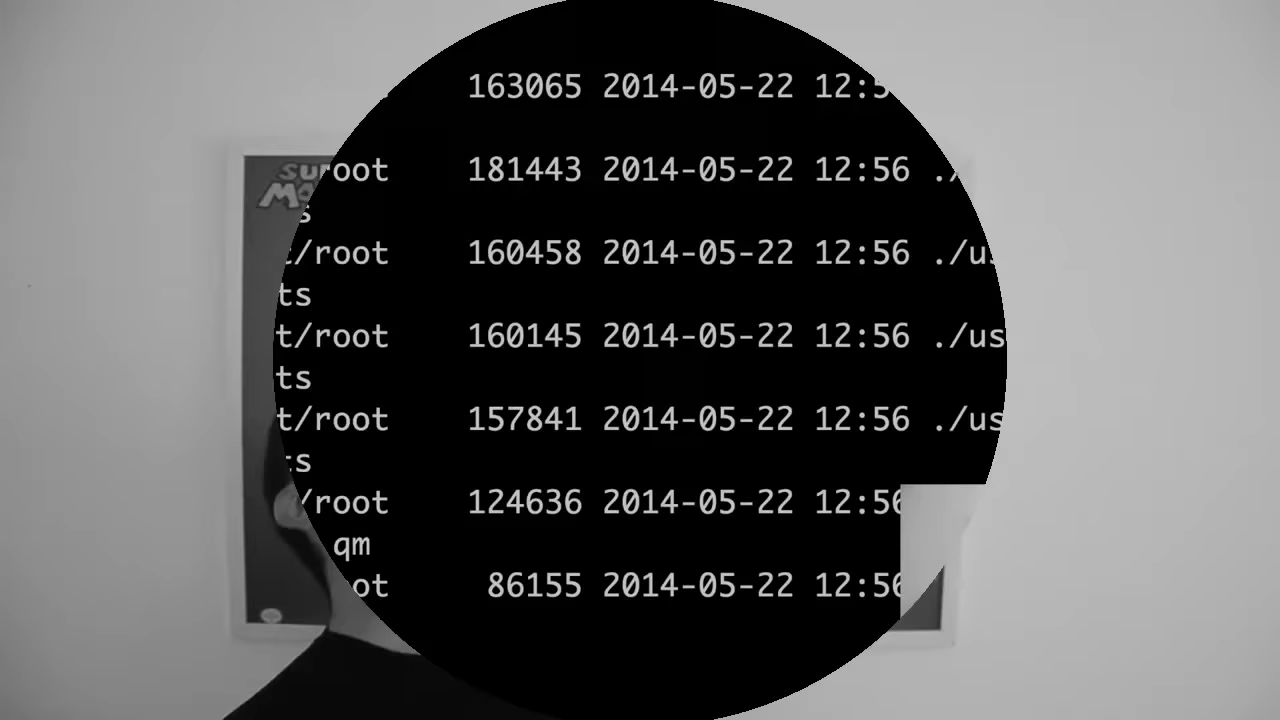 163065 2014-05-22 12:5
root 181443 2014-05-22 12:56 ./
s
t/root 160458 2014-05-22 12:56 ./us
ts
t/root 160145 2014-05-22 12:56 ./us
ts
t/root 157841 2014-05-22 12:56 ./us
ts
/root 124636 2014-05-22 12:56
qm
oot 86155 2014-05-22 12:56